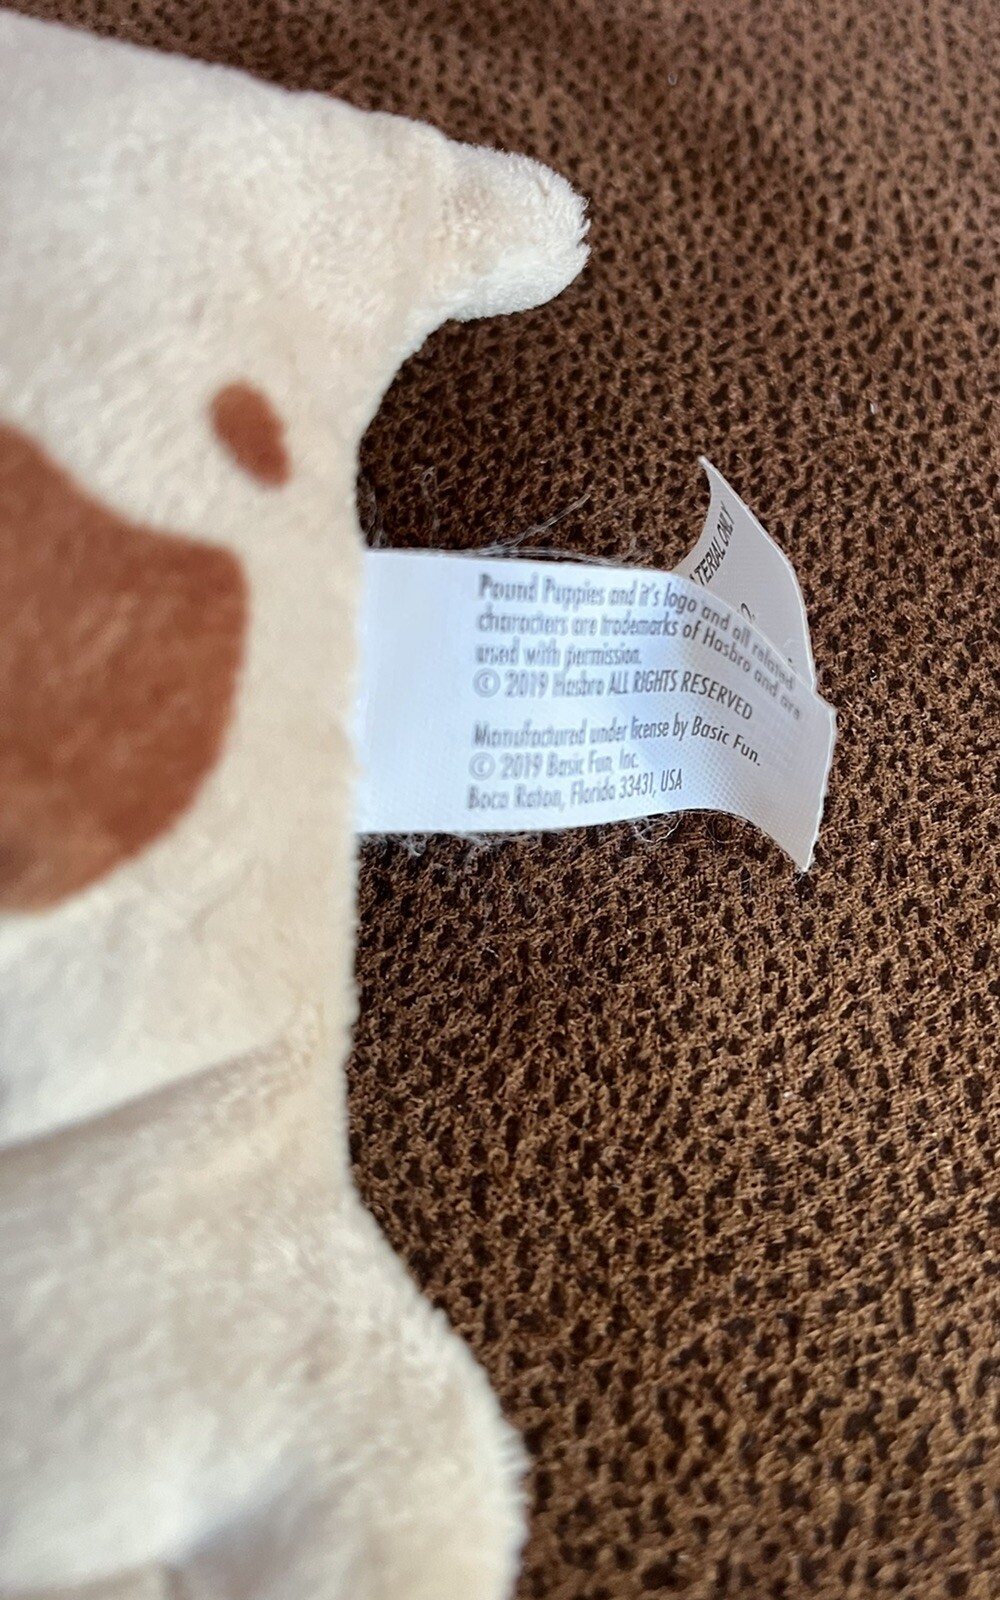 Pound Puppies and it's logo and all related
characters are trademarks of Hasbro and are
used with permission.
© 2019 Hasbro ALL RIGHTS RESERVED
Manufactured under license by Basic Fun.
© 2019 Basic Fun, Inc.
Boca Raton, Florida 33431, USA
TERIAL ONLY